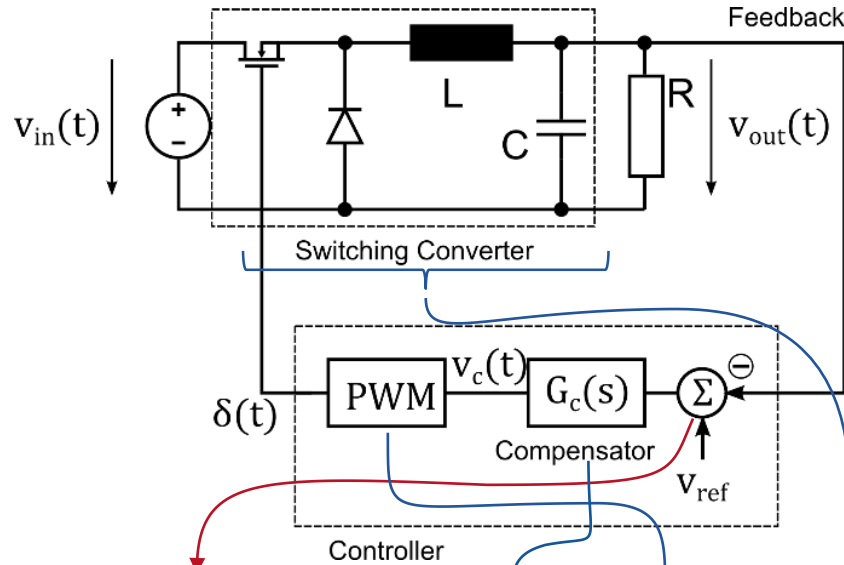 Feedback
+
-
v_in(t)
L
C
R
v_out(t)
Switching Converter
δ(t)
PWM
v_c(t)
G_c(s)
Σ
⊖
Compensator
v_ref
Controller